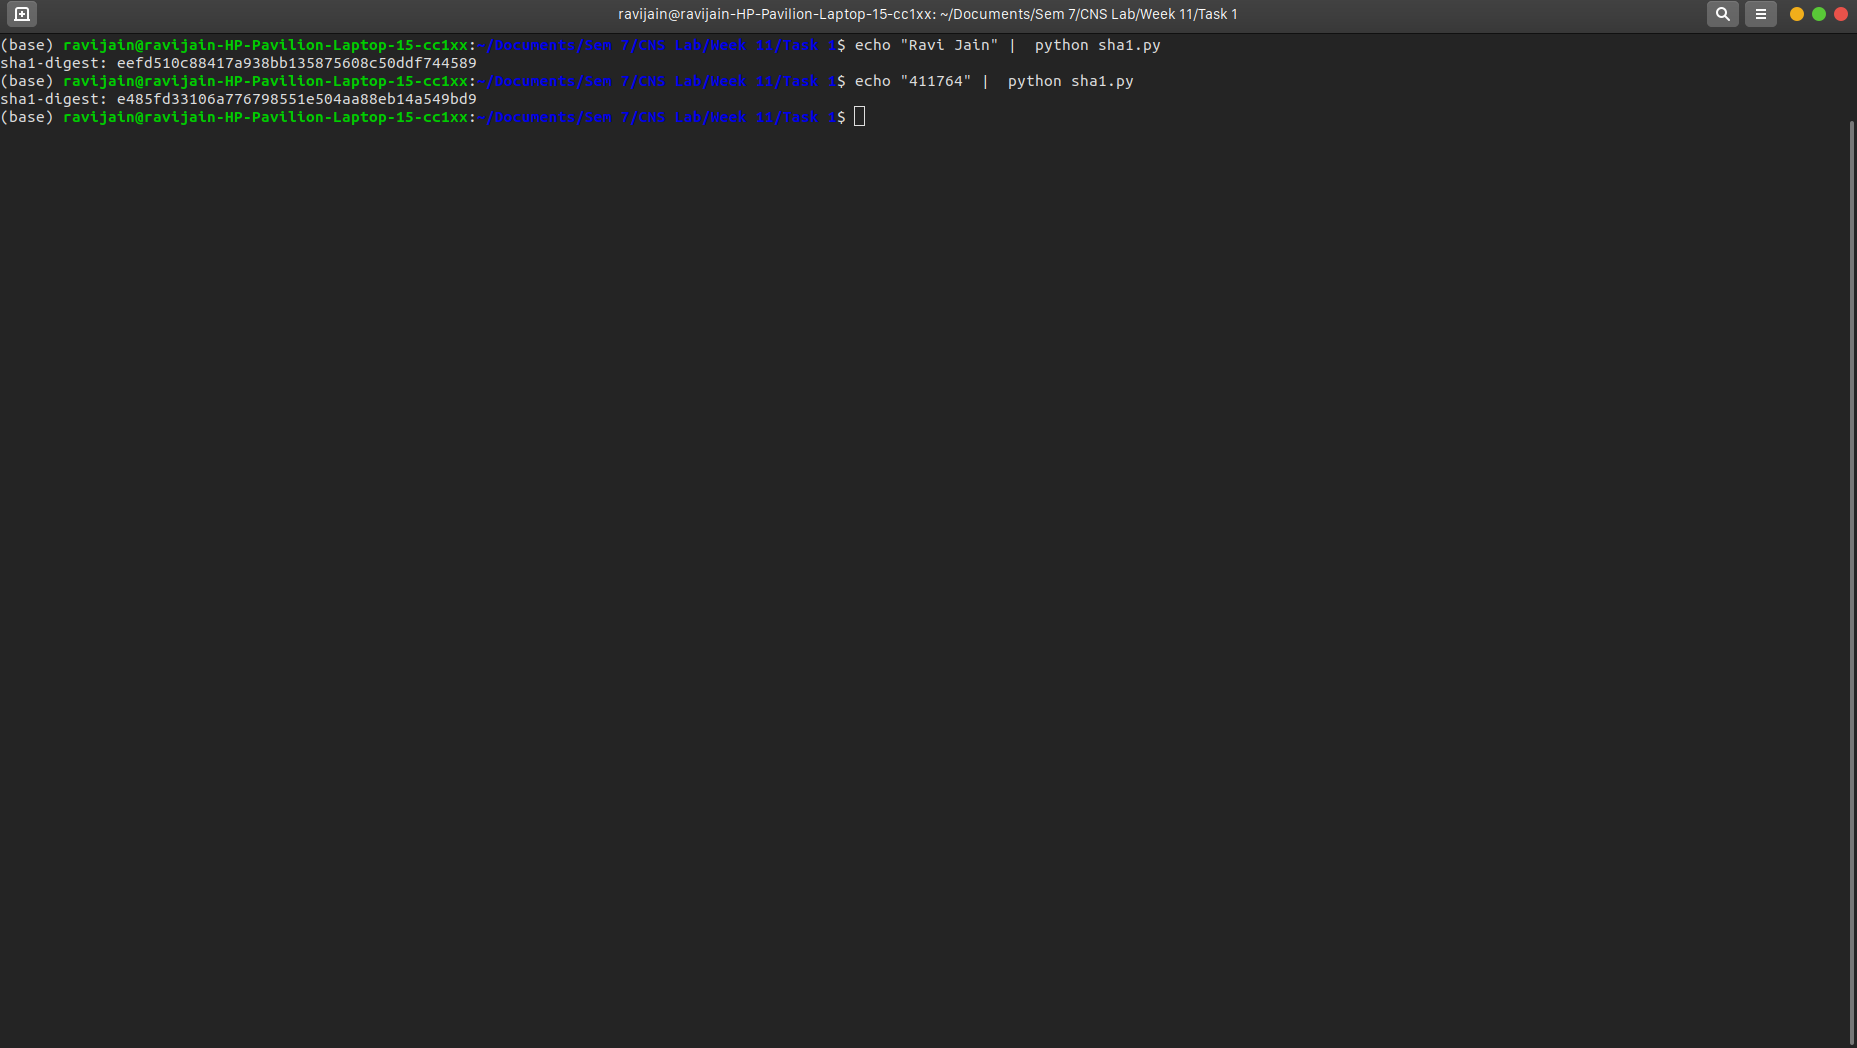 ravijain@ravijain-HP-Pavilion-Laptop-15-cc1xx: ~/Documents/Sem 7/CNS Lab/Week 11/Task 1
(base) ravijain@ravijain-HP-Pavilion-Laptop-15-cc1xx:~/Documents/Sem 7/CNS Lab/Week 11/Task 1$ echo "Ravi Jain" |  python sha1.py
sha1-digest: eefd510c88417a938bb135875608c50ddf744589
(base) ravijain@ravijain-HP-Pavilion-Laptop-15-cc1xx:~/Documents/Sem 7/CNS Lab/Week 11/Task 1$ echo "411764" |  python sha1.py
sha1-digest: e485fd33106a776798551e504aa88eb14a549bd9
(base) ravijain@ravijain-HP-Pavilion-Laptop-15-cc1xx:~/Documents/Sem 7/CNS Lab/Week 11/Task 1$